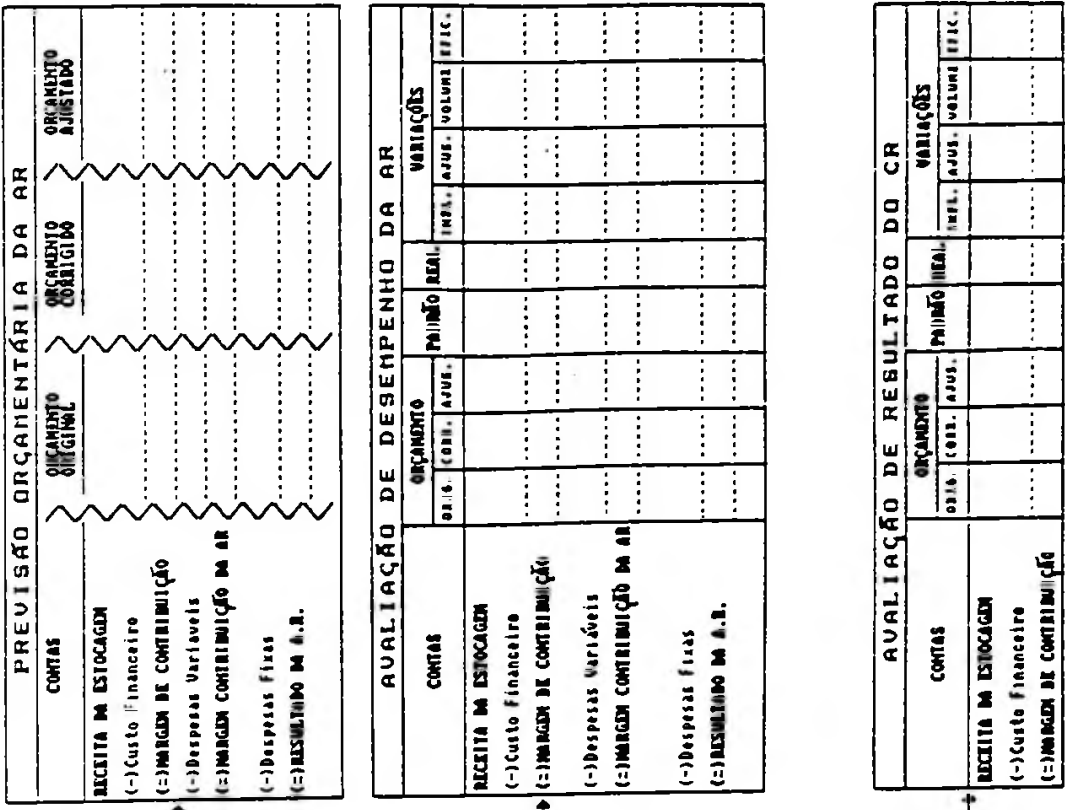 PREVISÃO ORÇAMENTÁRIA DA AR
CONTAS
ORÇAMENTO ORIGINAL
ORÇAMENTO CORRIGIDO
ORCAMENTO AJUSTADO
RECEITA DA ESTOCAGEM
(-)Custo Financeiro
(=)MARGEM DE CONTRIBUIÇÃO
(-)Despesas Variáveis
(=)MARGEM CONTRIBUIÇÃO DA AR
(-)Despesas Fixas
(=)RESULTADO DA A.R.
AVALIAÇÃO DE DESEMPENHO DA AR
CONTAS
ORÇAMENTO
PADRÃO
REAL.
VARIAÇÕES
ORIG. CORR. AJUS.
INFL. AJUS. VOLUME EFIC.
RECEITA DA ESTOCAGEM
(-)Custo Financeiro
(=)MARGEM DE CONTRIBUIÇÃO
(-)Despesas Variáveis
(=)MARGEM CONTRIBUIÇÃO DA AR
(-)Despesas Fixas
(=)RESULTADO DA A.R.
AVALIAÇÃO DE RESULTADO DO CR
CONTAS
ORÇAMENTO
PADRÃO
REAL.
VARIAÇÕES
ORIG. CORR. AJUS.
INFL. AJUS. VOLUME EFIC.
RECEITA DA ESTOCAGEM
(-)Custo Financeiro
(=)MARGEM DE CONTRIBUIÇÃO